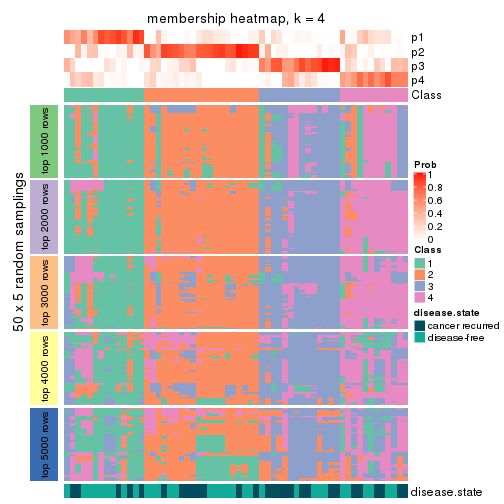 membership heatmap, k = 4
p1
p2
p3
p4
Class
50 x 5 random samplings
top 1000 rows
top 2000 rows
top 3000 rows
top 4000 rows
top 5000 rows
Prob
1
0.8
0.6
0.4
0.2
0
Class
1
2
3
4
disease.state
cancer recurred
disease-free
disease.state